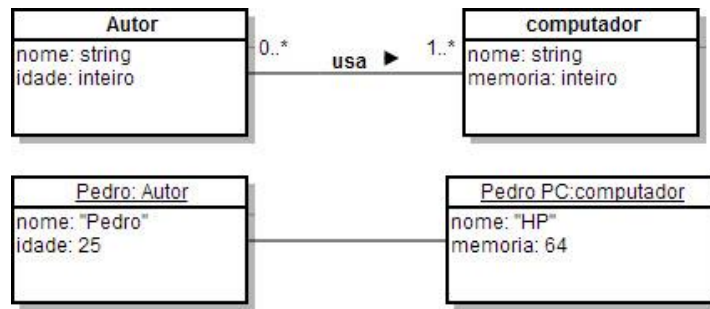 Autor
nome: string
idade: inteiro
0..*
usa ►
1..*
computador
nome: string
memoria: inteiro
Pedro: Autor
nome: "Pedro"
idade: 25
Pedro PC:computador
nome: "HP"
memoria: 64